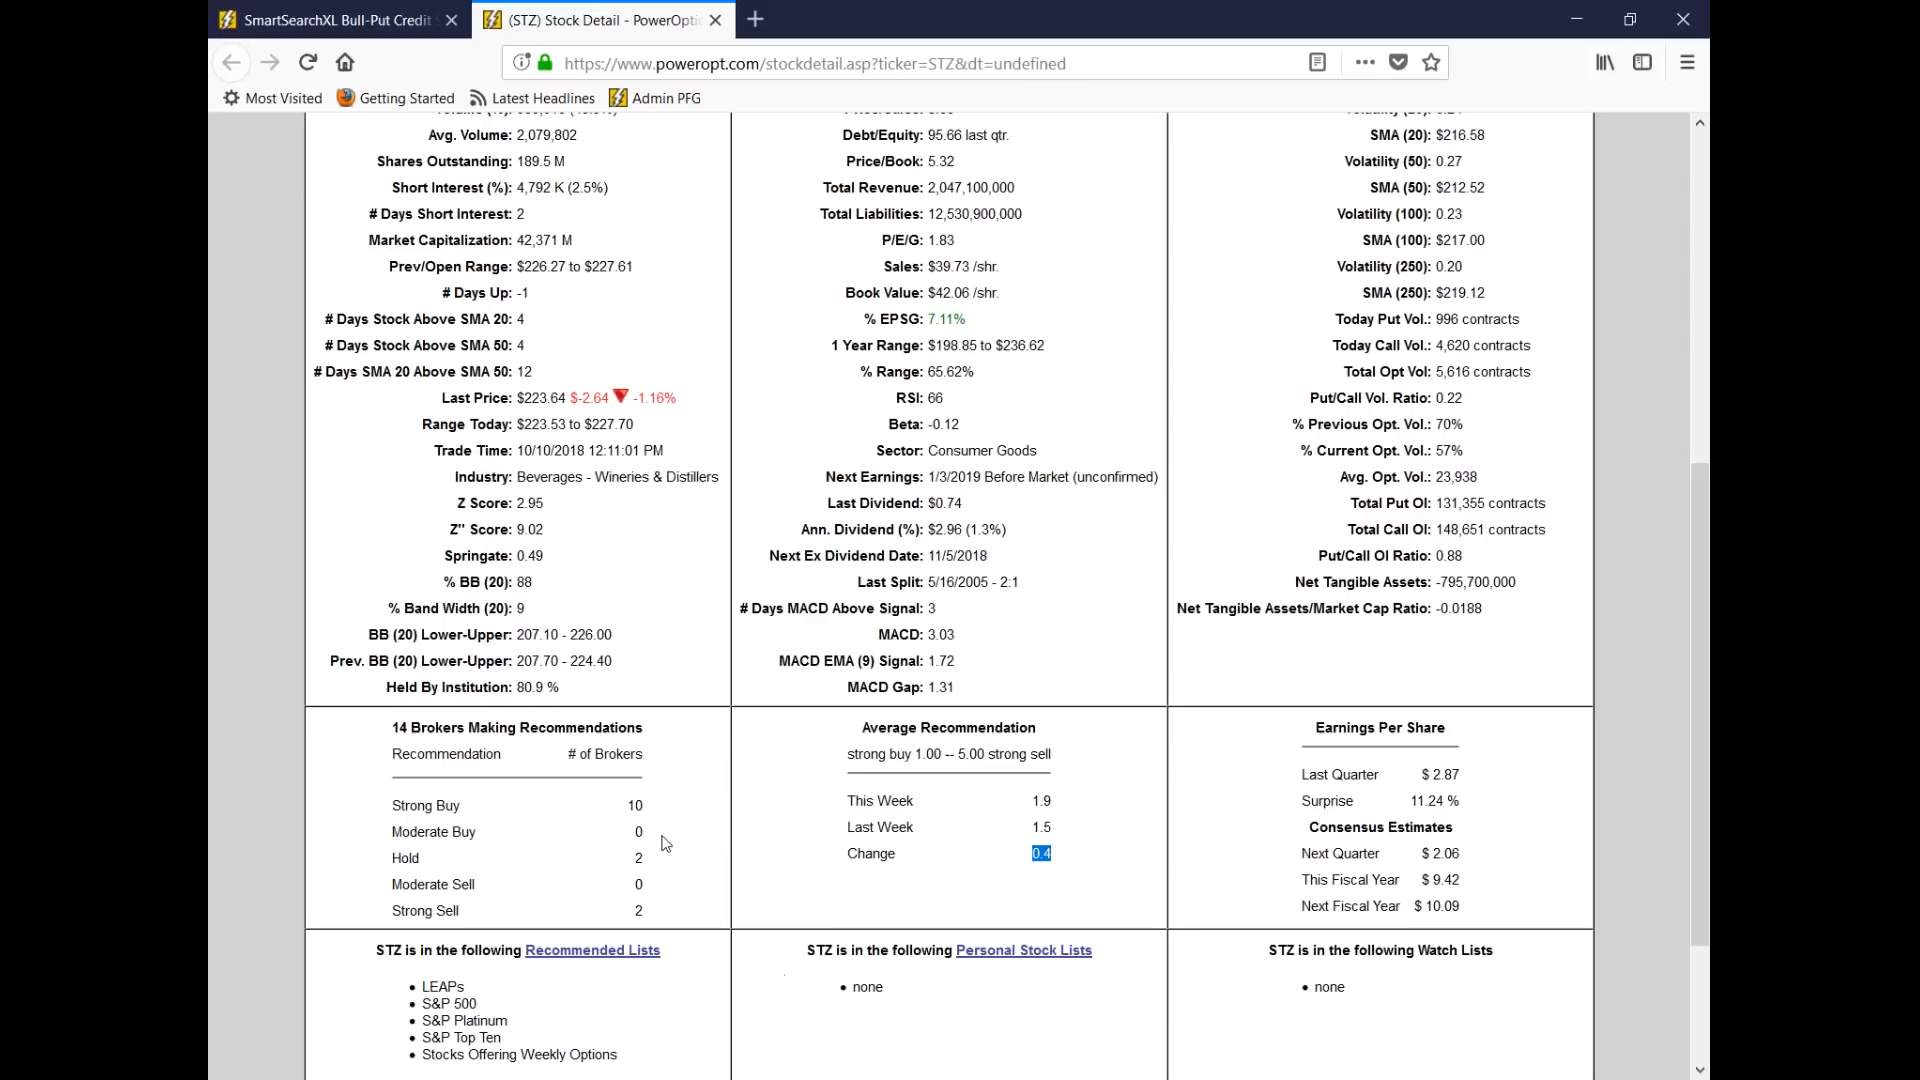 SmartSearchXL Bull-Put Credit
(STZ) Stock Detail - PowerOpti
https://www.poweropt.com/stockdetail.asp?ticker=STZ&dt=undefined
Most Visited
Getting Started
Latest Headlines
Admin PFG
Avg. Volume: 2,079,802
Shares Outstanding: 189.5 M
Short Interest (%): 4,792 K (2.5%)
# Days Short Interest: 2
Market Capitalization: 42,371 M
Prev/Open Range: $226.27 to $227.61
# Days Up: -1
# Days Stock Above SMA 20: 4
# Days Stock Above SMA 50: 4
# Days SMA 20 Above SMA 50: 12
Last Price: $223.64 $-2.64 -1.16%
Range Today: $223.53 to $227.70
Trade Time: 10/10/2018 12:11:01 PM
Industry: Beverages - Wineries & Distillers
Z Score: 2.95
Z'' Score: 9.02
Springate: 0.49
% BB (20): 88
% Band Width (20): 9
BB (20) Lower-Upper: 207.10 - 226.00
Prev. BB (20) Lower-Upper: 207.70 - 224.40
Held By Institution: 80.9 %
Debt/Equity: 95.66 last qtr.
Price/Book: 5.32
Total Revenue: 2,047,100,000
Total Liabilities: 12,530,900,000
P/E/G: 1.83
Sales: $39.73 /shr.
Book Value: $42.06 /shr.
% EPSG: 7.11%
1 Year Range: $198.85 to $236.62
% Range: 65.62%
RSI: 66
Beta: -0.12
Sector: Consumer Goods
Next Earnings: 1/3/2019 Before Market (unconfirmed)
Last Dividend: $0.74
Ann. Dividend (%): $2.96 (1.3%)
Next Ex Dividend Date: 11/5/2018
Last Split: 5/16/2005 - 2:1
# Days MACD Above Signal: 3
MACD: 3.03
MACD EMA (9) Signal: 1.72
MACD Gap: 1.31
SMA (20): $216.58
Volatility (50): 0.27
SMA (50): $212.52
Volatility (100): 0.23
SMA (100): $217.00
Volatility (250): 0.20
SMA (250): $219.12
Today Put Vol.: 996 contracts
Today Call Vol.: 4,620 contracts
Total Opt Vol: 5,616 contracts
Put/Call Vol. Ratio: 0.22
% Previous Opt. Vol.: 70%
% Current Opt. Vol.: 57%
Avg. Opt. Vol.: 23,938
Total Put OI: 131,355 contracts
Total Call OI: 148,651 contracts
Put/Call OI Ratio: 0.88
Net Tangible Assets: -795,700,000
Net Tangible Assets/Market Cap Ratio: -0.0188
14 Brokers Making Recommendations
Recommendation # of Brokers
Strong Buy 10
Moderate Buy 0
Hold 2
Moderate Sell 0
Strong Sell 2
Average Recommendation
strong buy 1.00 -- 5.00 strong sell
This Week 1.9
Last Week 1.5
Change 0.4
Earnings Per Share
Last Quarter $ 2.87
Surprise 11.24 %
Consensus Estimates
Next Quarter $ 2.06
This Fiscal Year $ 9.42
Next Fiscal Year $ 10.09
STZ is in the following Recommended Lists
• LEAPs
• S&P 500
• S&P Platinum
• S&P Top Ten
• Stocks Offering Weekly Options
STZ is in the following Personal Stock Lists
• none
STZ is in the following Watch Lists
• none